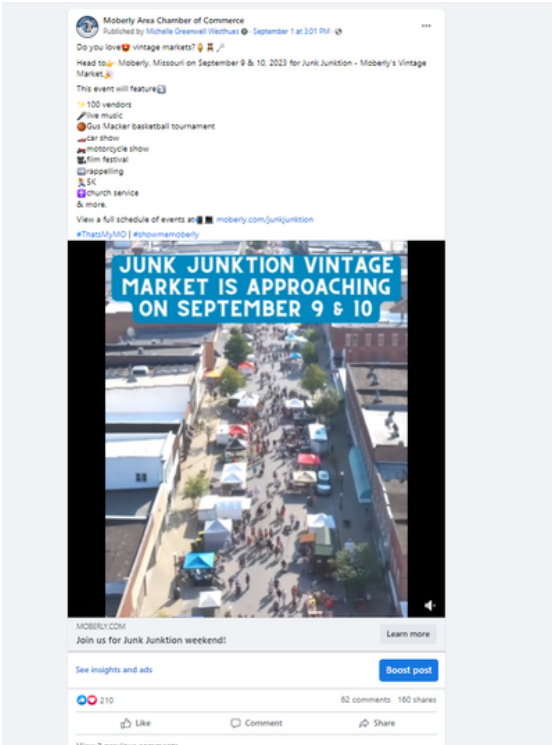 Moberly Area Chamber of Commerce
Published by Michelle Greenwell Westhues · September 1 at 3:01 PM ·
Do you love😍 vintage markets?
Head to👉 Moberly, Missouri on September 9 & 10, 2023 for Junk Junktion - Moberly's Vintage
Market.🎉
This event will feature⤵️
✨100 vendors
🎤live music
🏀Gus Macker basketball tournament
🏎️car show
🏍️motorcycle show
🎥film festival
➡️rappelling
🏃5K
✝️church service
& more.
View a full schedule of events at moberly.com/junkjunktion
#ThatsMyMO | #showmemoberly
JUNK JUNKTION VINTAGE
MARKET IS APPROACHING
ON SEPTEMBER 9 & 10
MOBERLY.COM
Join us for Junk Junktion weekend!
Learn more
See insights and ads
Boost post
210
62 comments 160 shares
Like Comment Share